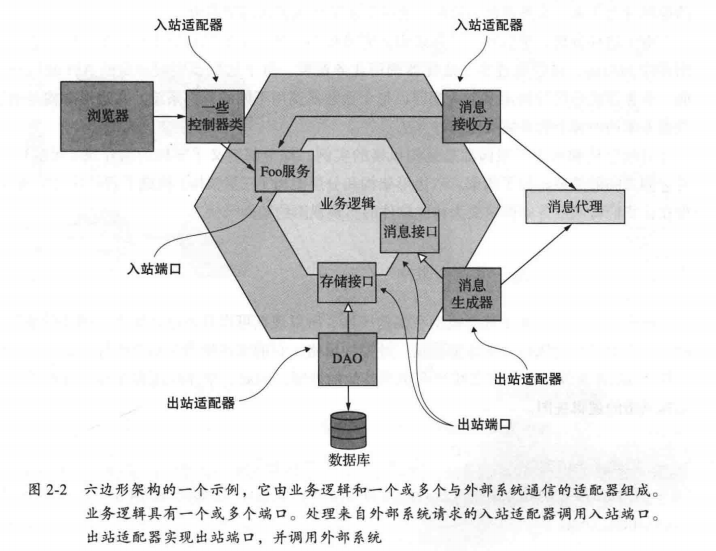 入站适配器
入站适配器
浏览器
一些
控制器类
消息
接收方
Foo服务
业务逻辑
消息代理
消息接口
入站端口
存储接口
消息
生成器
DAO
出站适配器
出站适配器
出站端口
数据库
图 2-2 六边形架构的一个示例，它由业务逻辑和一个或多个与外部系统通信的适配器组成。
业务逻辑具有一个或多个端口。处理来自外部系统请求的入站适配器调用入站端口。
出站适配器实现出站端口，并调用外部系统